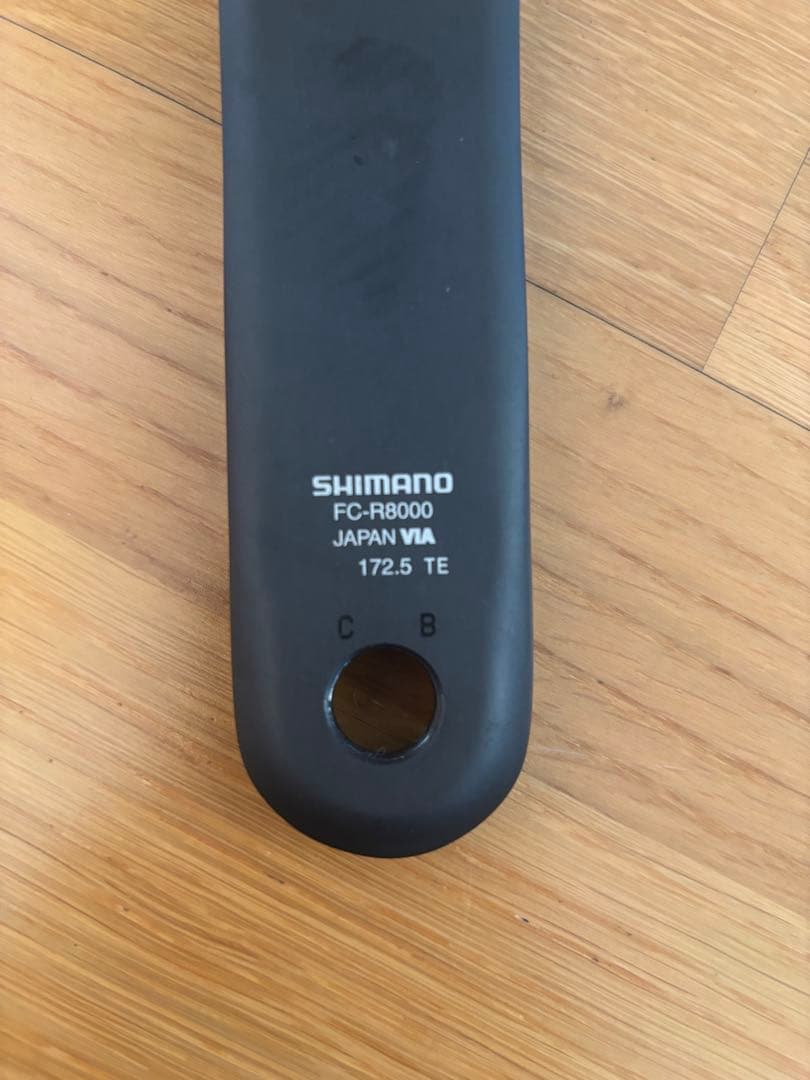 SHIMANO
FC-R8000
JAPAN VIA
172.5 TE
C B